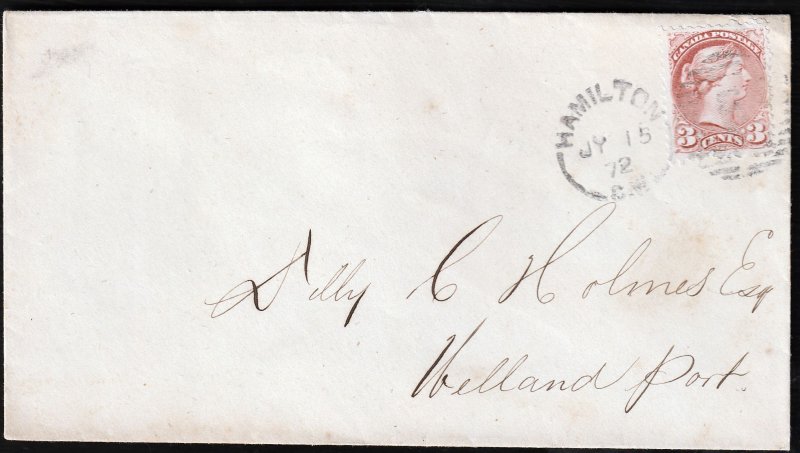 CANADA POSTAGE
3 CENTS 3
HAMILTON
JY 15
72
C.W.
Dilly C Holmes Esq
Welland Port.